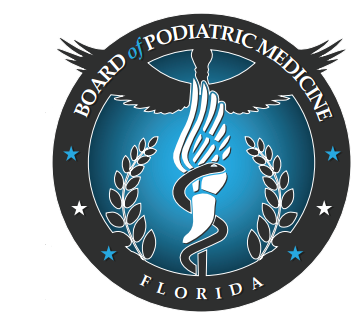 BOARD of PODIATRIC MEDICINE
FLORIDA